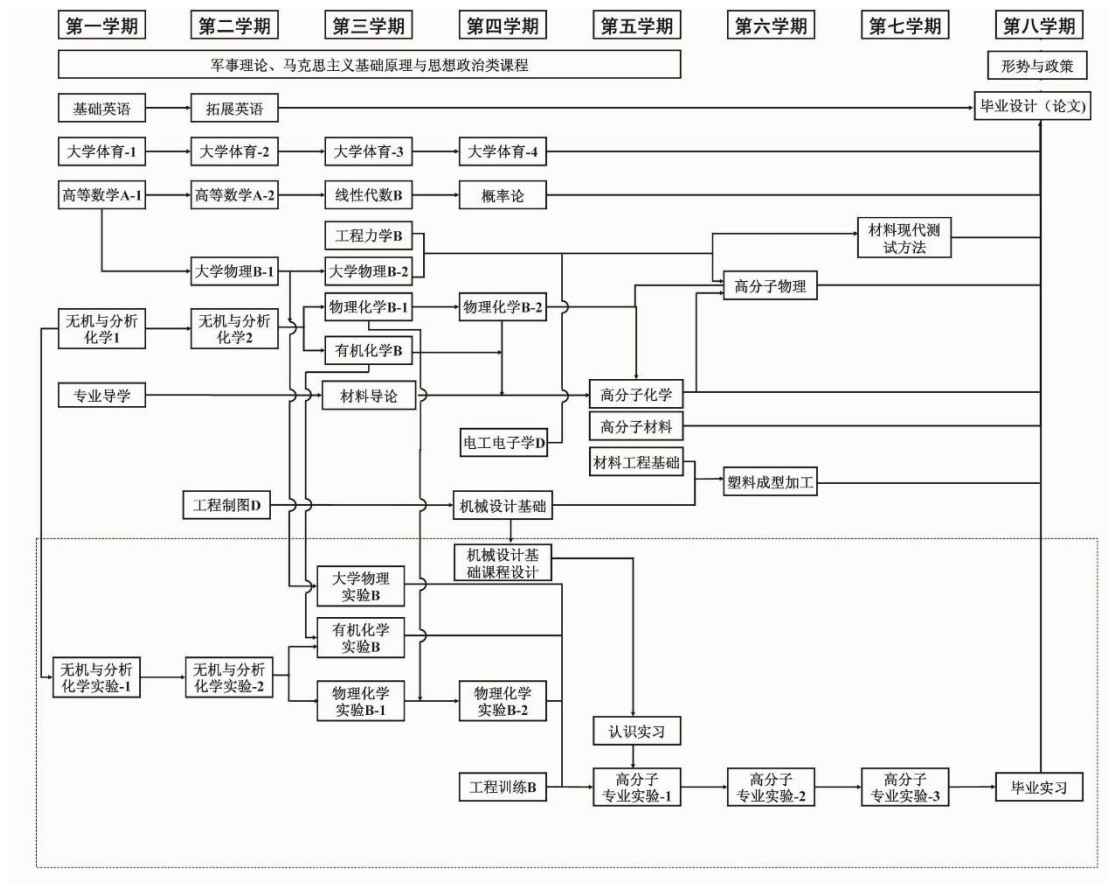 第一学期
第二学期
第三学期
第四学期
第五学期
第六学期
第七学期
第八学期
军事理论、马克思主义基础原理与思想政治类课程
形势与政策
基础英语
拓展英语
毕业设计（论文)
大学体育-1
大学体育-2
大学体育-3
大学体育-4
高等数学A-1
高等数学A-2
线性代数B
概率论
工程力学B
材料现代测
试方法
大学物理B-1
大学物理B-2
高分子物理
无机与分析
化学1
无机与分析
化学2
物理化学B-1
物理化学B-2
有机化学B
专业导学
材料导论
高分子化学
高分子材料
电工电子学D
材料工程基础
塑料成型加工
工程制图D
机械设计基础
机械设计基
础课程设计
大学物理
实验B
有机化学
实验B
无机与分析
化学实验-1
无机与分析
化学实验-2
物理化学
实验B-1
物理化学
实验B-2
认识实习
工程训练B
高分子
专业实验-1
高分子
专业实验-2
高分子
专业实验-3
毕业实习